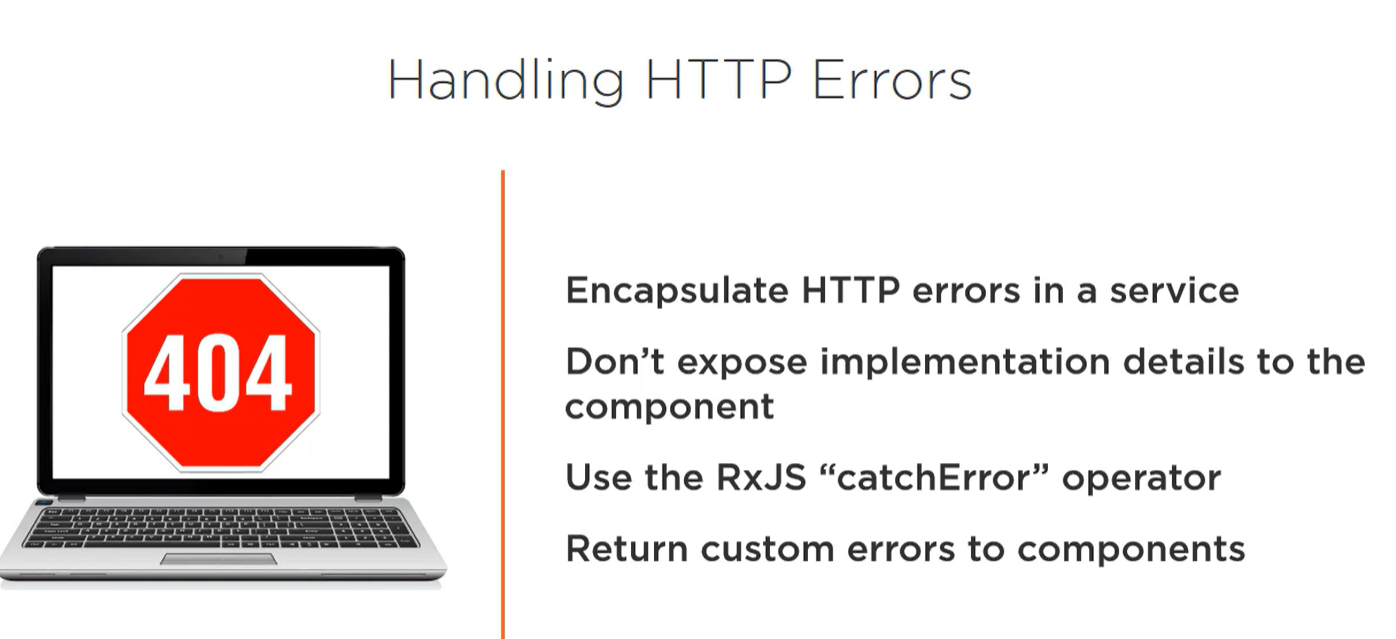 Handling HTTP Errors
404
Encapsulate HTTP errors in a service
Don’t expose implementation details to the
component
Use the RxJS “catchError” operator
Return custom errors to components